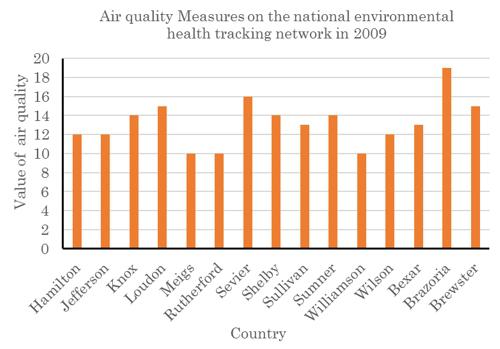 Air quality Measures on the national environmental
health tracking network in 2009
Value of air quality
20
18
16
14
12
10
8
6
4
2
0
Hamilton
Jefferson
Knox
Loudon
Meigs
Rutherford
Sevier
Shelby
Sullivan
Sumner
Williamson
Wilson
Bexar
Brazoria
Brewster
Country